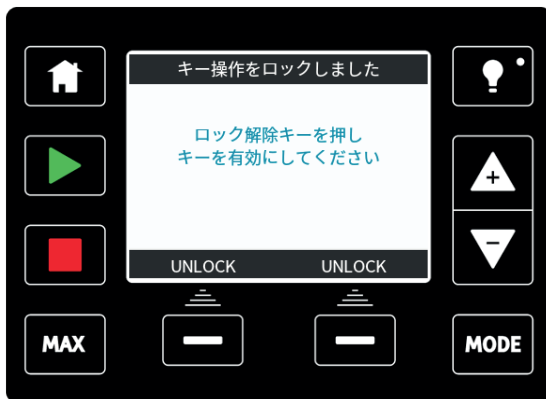 キー操作をロックしました
ロック解除キーを押し
キーを有効にしてください
UNLOCK UNLOCK
+
−
MAX
MODE